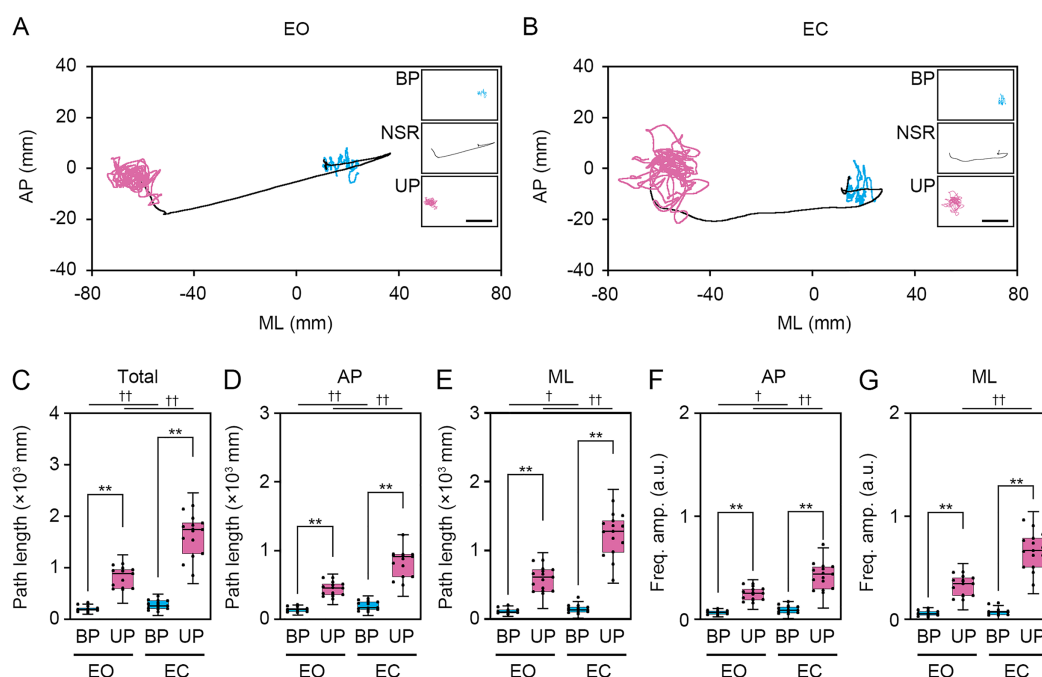 A
EO
40
20
0
-20
-40
AP (mm)
-80
-40
0
40
80
ML (mm)
BP
NSR
UP
B
EC
40
20
0
-20
-40
AP (mm)
-80
-40
0
40
80
ML (mm)
BP
NSR
UP
C
Total
††
††
4
3
2
1
0
Path length (×10³ mm)
**
**
BP UP BP UP
EO EC
D
AP
††
††
3
2
1
0
Path length (×10³ mm)
**
**
BP UP BP UP
EO EC
E
ML
†
††
3
2
1
0
Path length (×10³ mm)
**
**
BP UP BP UP
EO EC
F
AP
†
††
2
1
0
Freq. amp. (a.u.)
**
**
BP UP BP UP
EO EC
G
ML
††
2
1
0
Freq. amp. (a.u.)
**
**
BP UP BP UP
EO EC